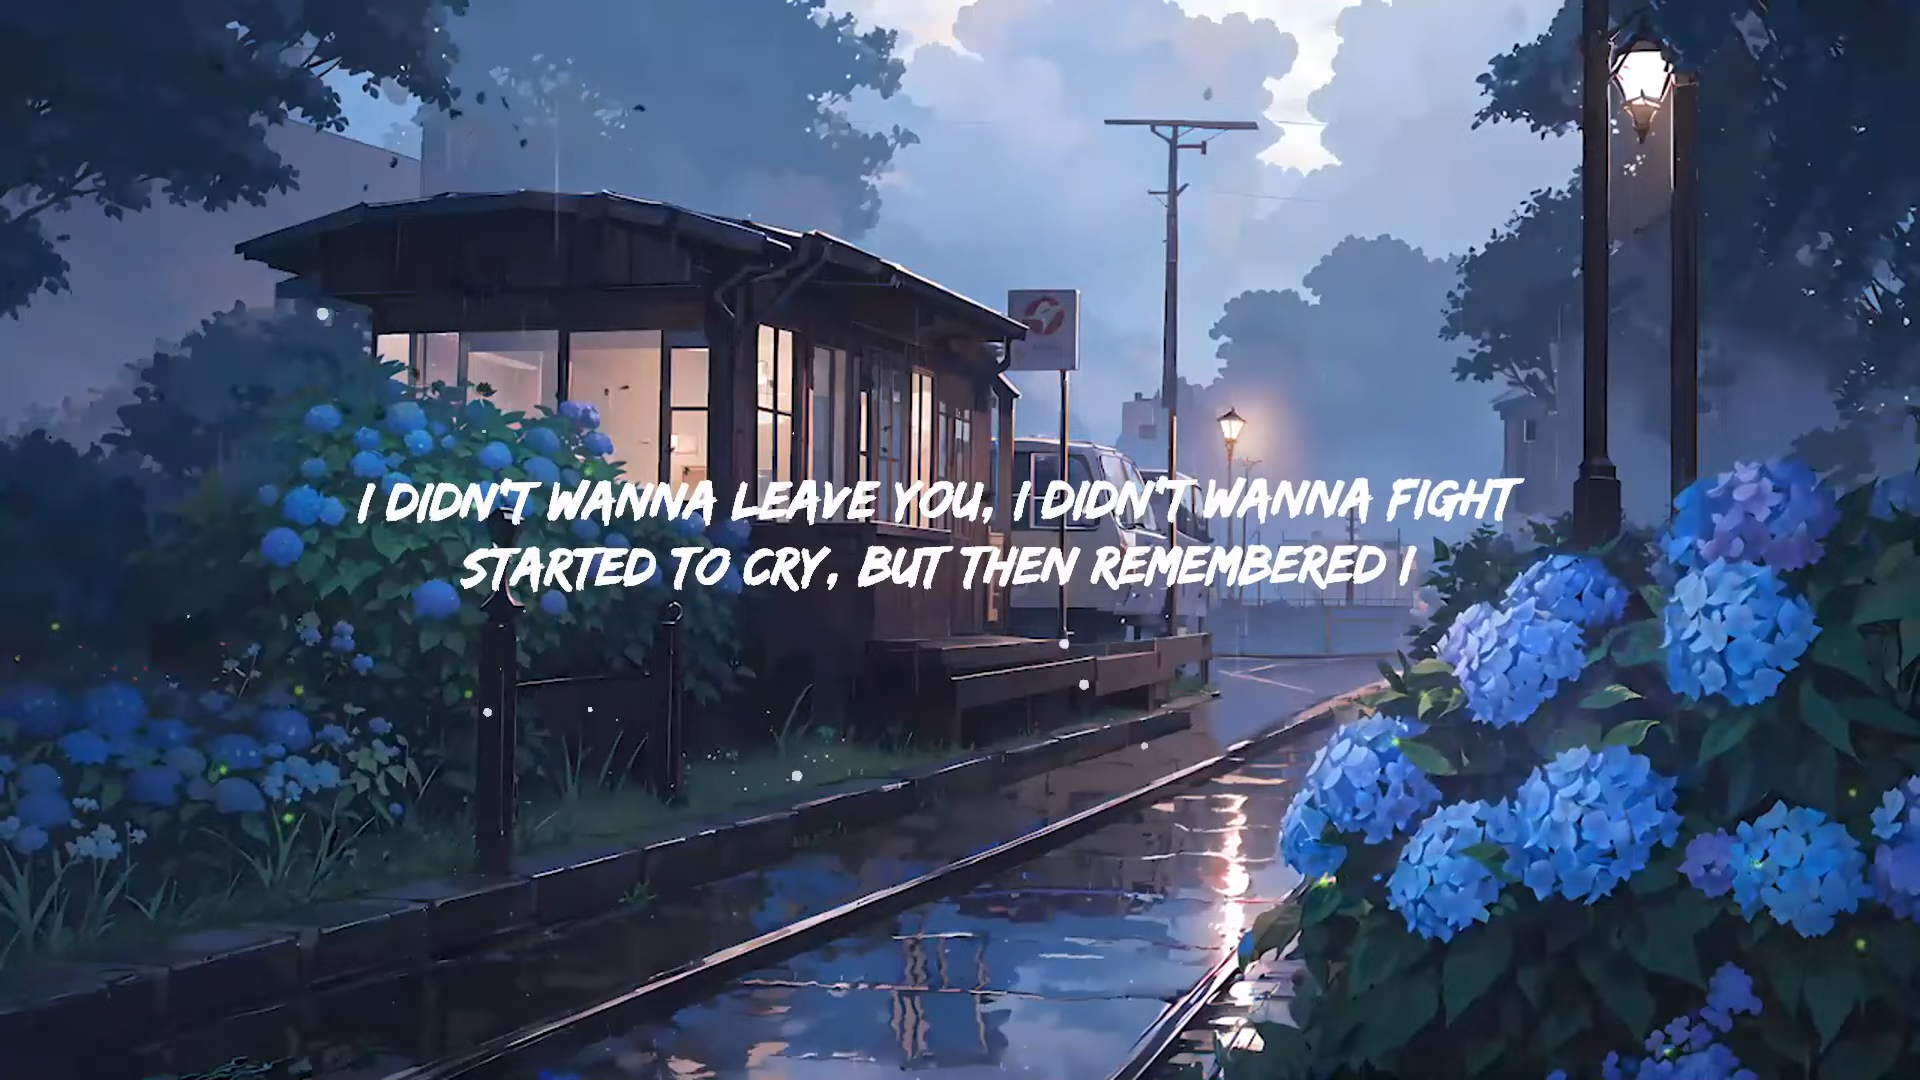 I DIDN'T WANNA LEAVE YOU, I DIDN'T WANNA FIGHT
STARTED TO CRY, BUT THEN REMEMBERED I